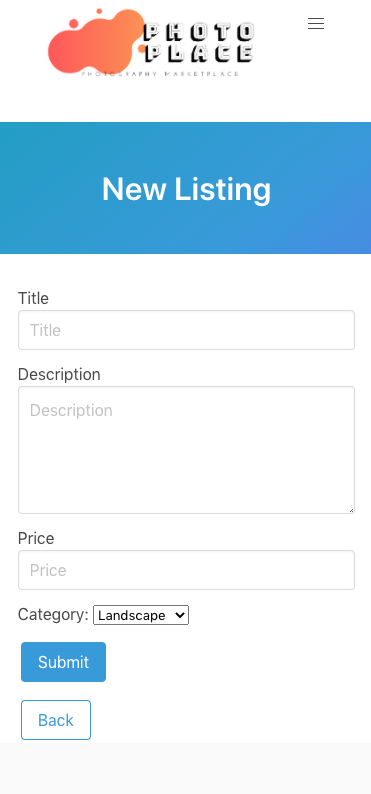 PHOTO
PLACE
PHOTOGRAPHY MARKETPLACE
New Listing
Title
Title
Description
Description
Price
Price
Category: Landscape
Submit
Back